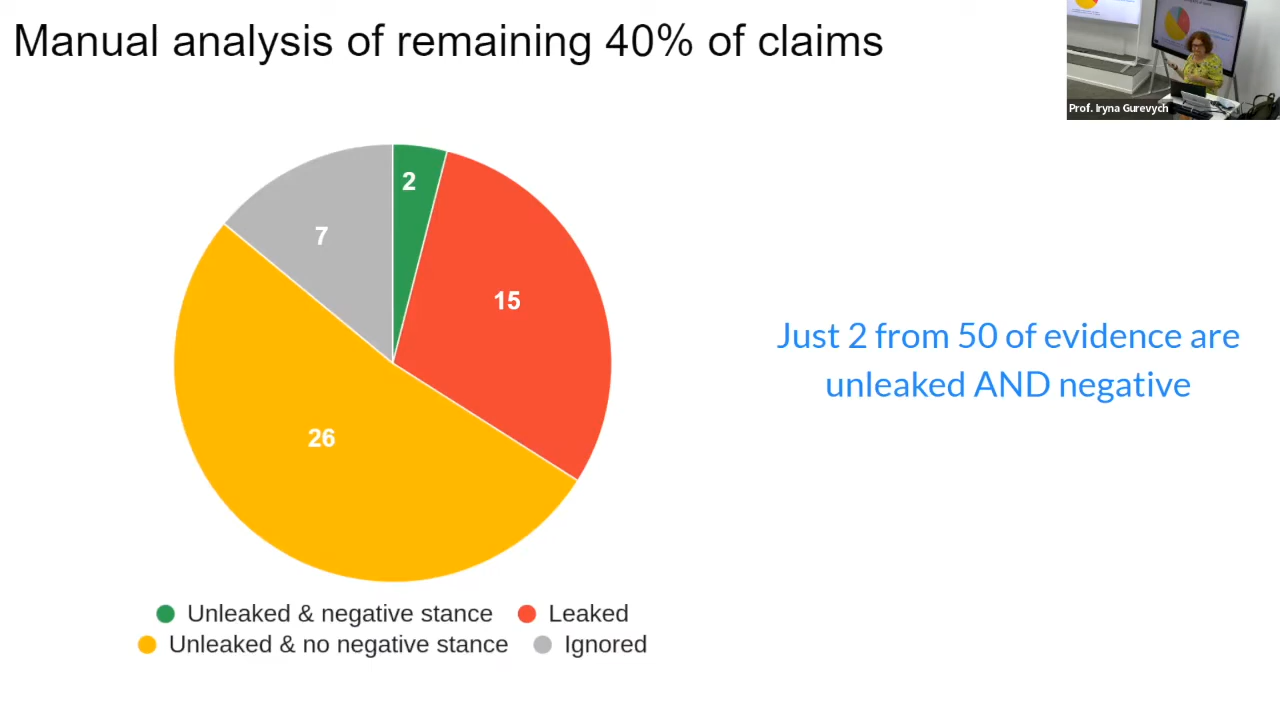 Manual analysis of remaining 40% of claims
Prof. Iryna Gurevych
2
7
15
26
Just 2 from 50 of evidence are
unleaked AND negative
Unleaked & negative stance Leaked
Unleaked & no negative stance Ignored